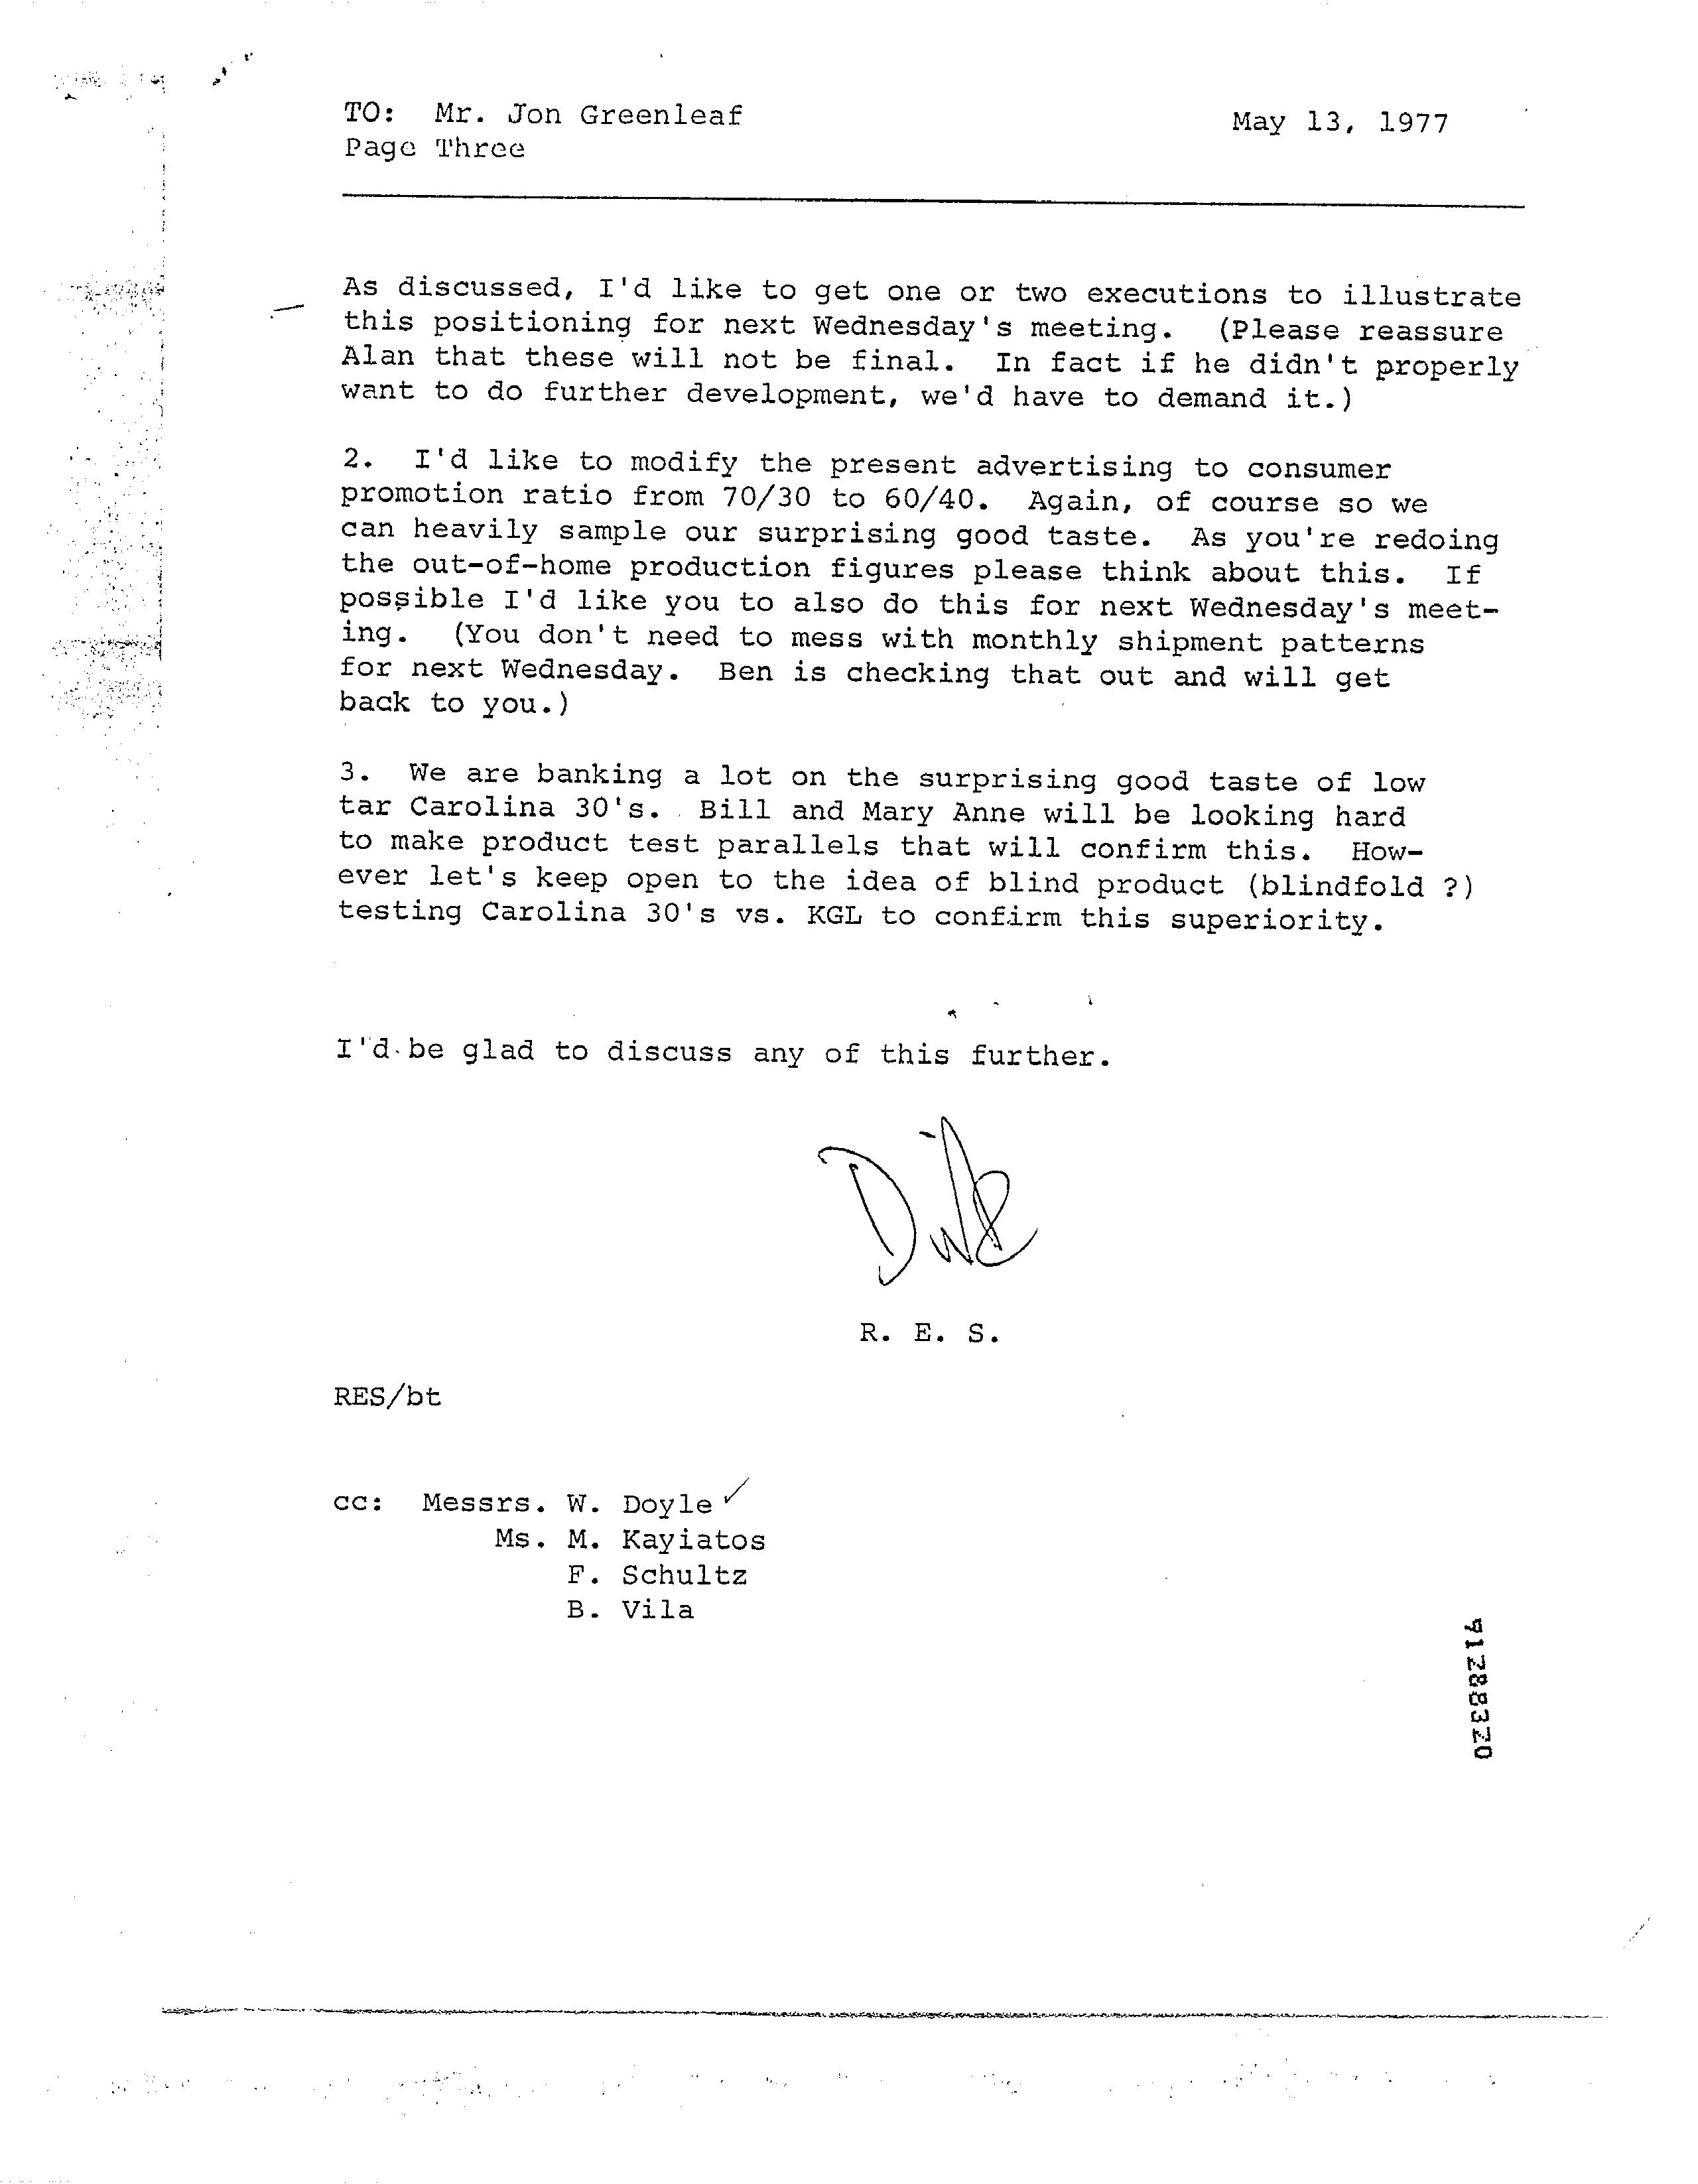 TO: Mr. Jon Greenleaf
May 13, 1977
Page Three
As discussed, I'd like to get one or two executions to illustrate
this positioning for next Wednesday's meeting. (Please reassure
Alan that these will not be final. In fact if he didn't properly
want to do further development, we'd have to demand it.)
2. I'd like to modify the present advertising to consumer
promotion ratio from 70/30 to 60/40. Again, of course so we
can heavily sample our surprising good taste. As you're redoing
the out-of-home production figures please think about this. If
possible I'd like you to also do this for next Wednesday's meet-
ing. (You don't need to mess with monthly shipment patterns
for next Wednesday. Ben is checking that out and will get
back to you.)
3. We are banking a lot on the surprising good taste of low
tar Carolina 30's. Bill and Mary Anne will be looking hard
to make product test parallels that will confirm this. How-
ever let's keep open to the idea of blind product (blindfold ?)
testing Carolina 30's vs. KGL to confirm this superiority.
I'd be glad to discuss any of this further.
Dick
R. E. S.
RES/bt
cc: Messrs. W. Doyle ✓
Ms. M. Kayiatos
F. Schultz
B. Vila
91288320